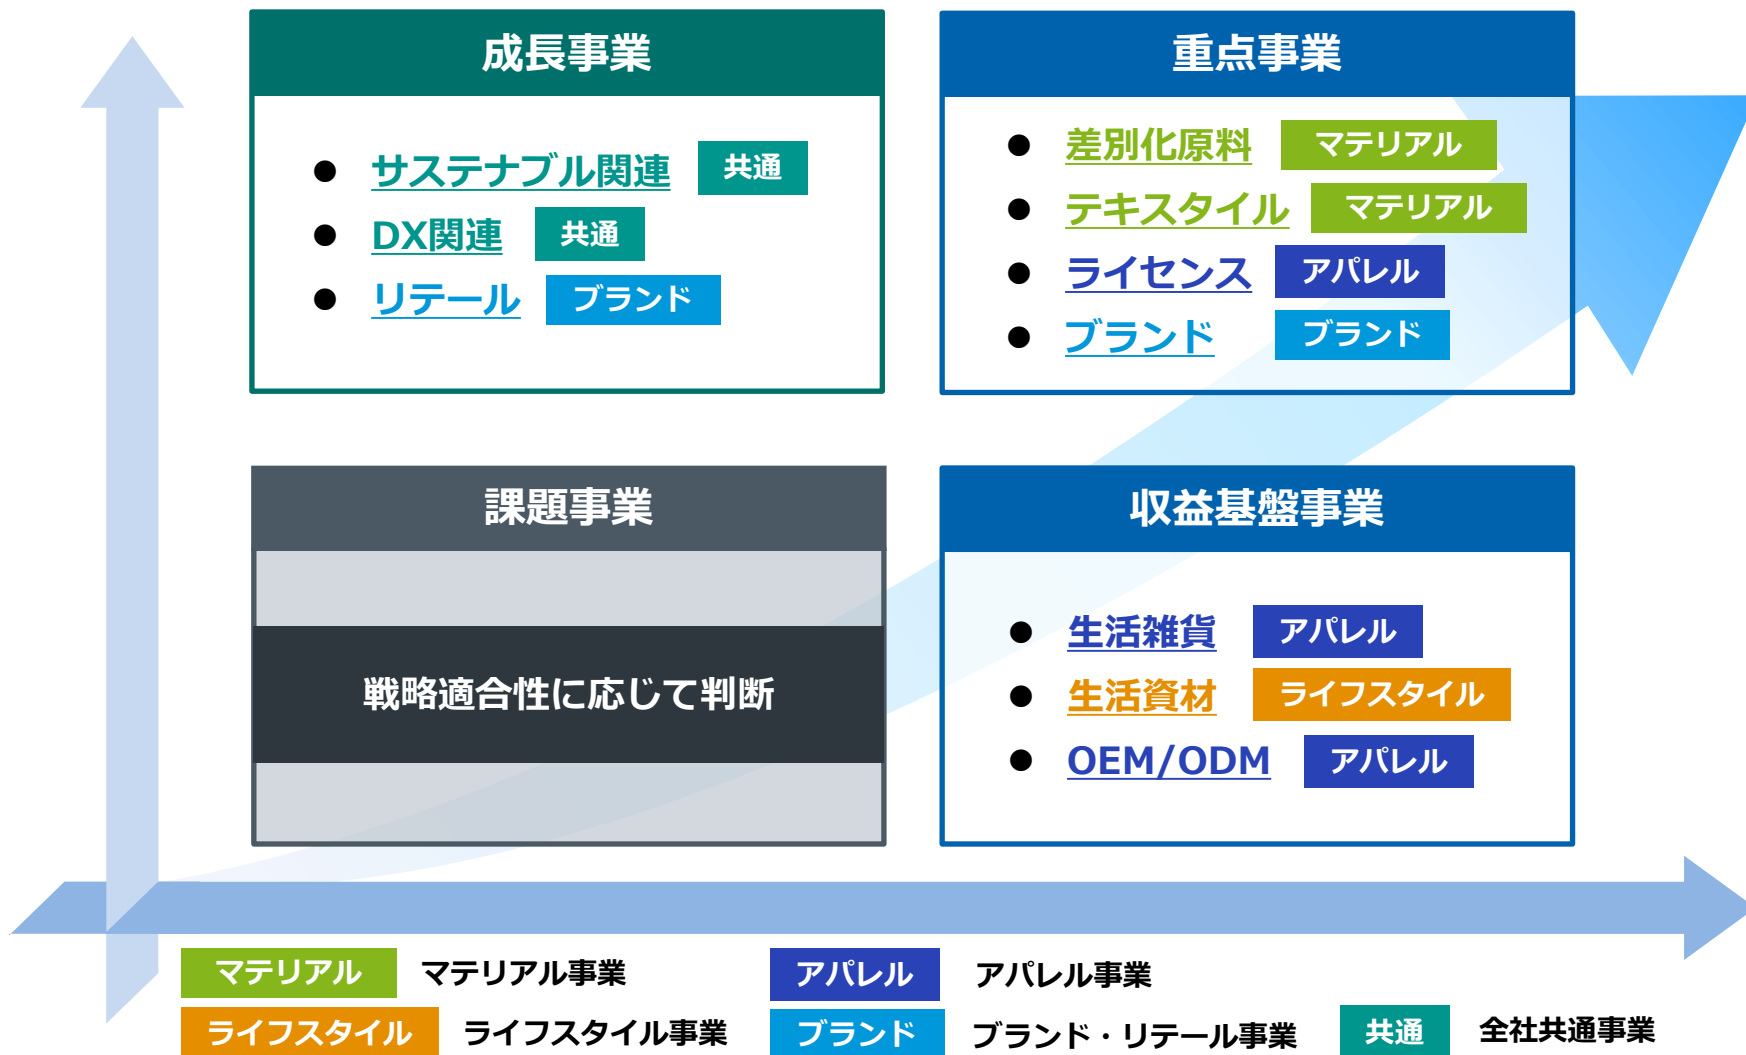 成長事業
● サステナブル関連 共通
● DX関連 共通
● リテール ブランド
重点事業
● 差別化原料 マテリアル
● テキスタイル マテリアル
● ライセンス アパレル
● ブランド ブランド
課題事業
戦略適合性に応じて判断
収益基盤事業
● 生活雑貨 アパレル
● 生活資材 ライフスタイル
● OEM/ODM アパレル
マテリアル マテリアル事業 アパレル アパレル事業
ライフスタイル ライフスタイル事業 ブランド ブランド・リテール事業 共通 全社共通事業